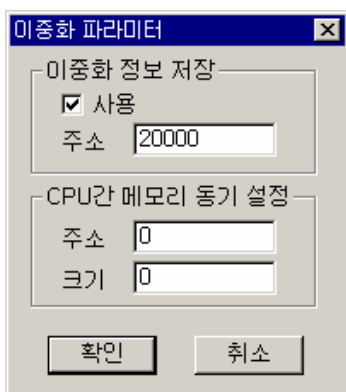 이중화 파라미터
이중화 정보 저장
사용
주소 20000
CPU간 메모리 동기 설정
주소 0
크기 0
확인 취소